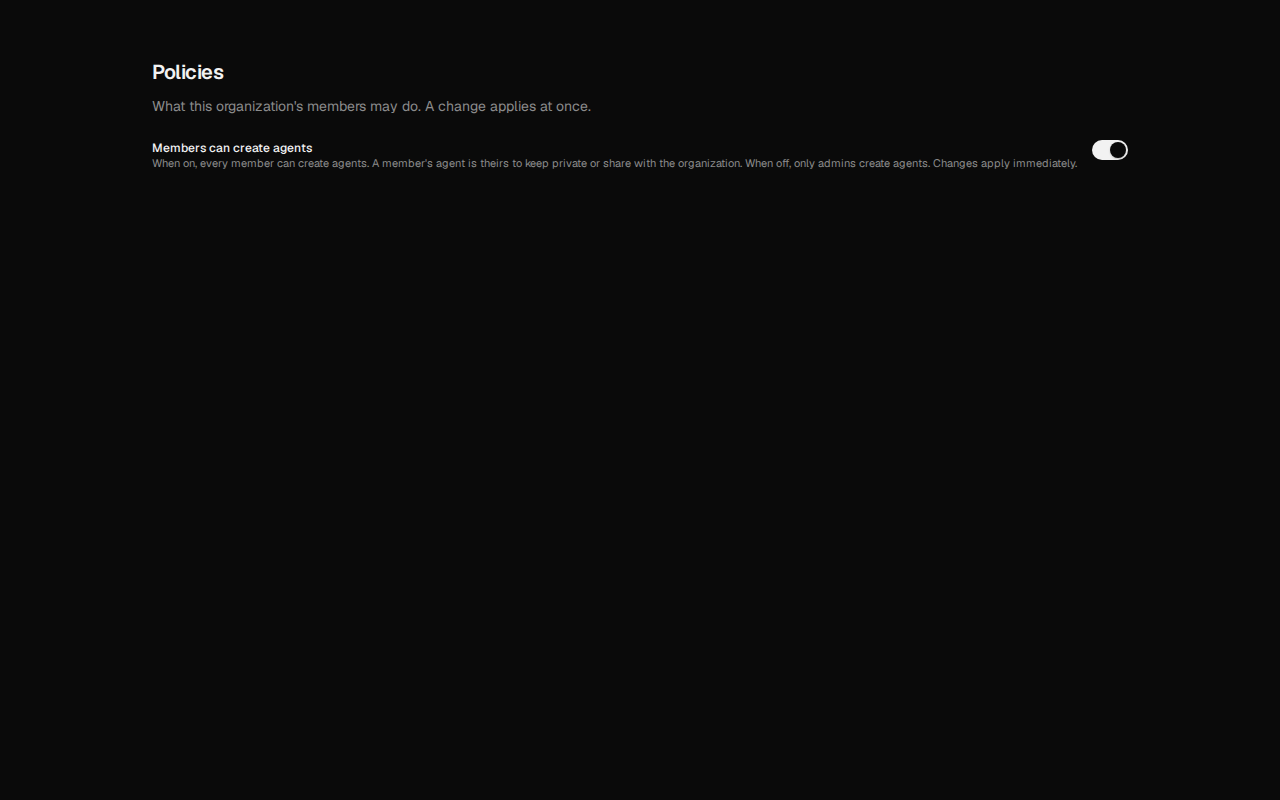 Policies
What this organization's members may do. A change applies at once.
Members can create agents
When on, every member can create agents. A member's agent is theirs to keep private or share with the organization. When off, only admins create agents. Changes apply immediately.